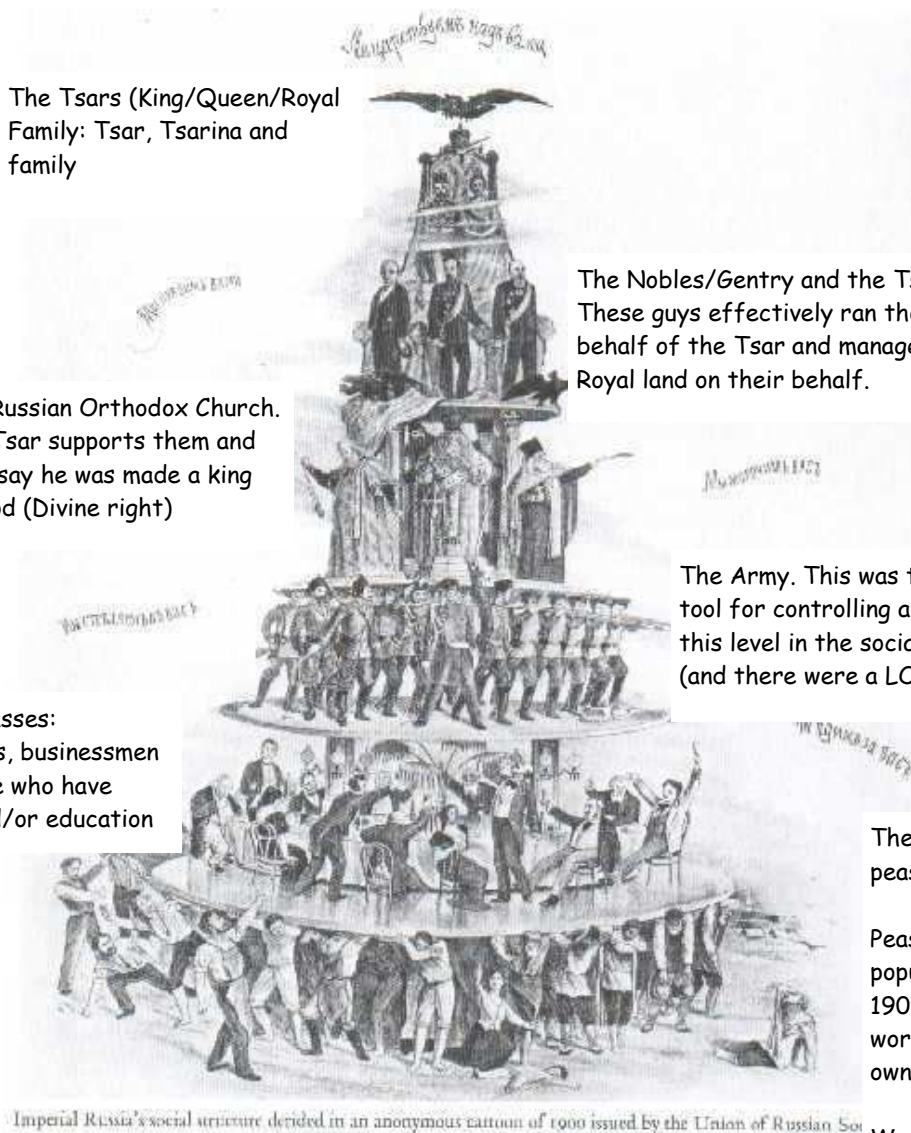 The Tsars (King/Queen/Royal
Family: Tsar, Tsarina and
family
The Nobles/Gentry and the Ts
These guys effectively ran the
behalf of the Tsar and manage
Royal land on their behalf.
Russian Orthodox Church.
Tsar supports them and
say he was made a king
od (Divine right)
The Army. This was t
tool for controlling a
this level in the socia
(and there were a LO
sses:
s, businessmen
e who have
d/or education
The
peas
Peas
popu
190
wor
own
Imperial Russia's social structure derided in an anonymous cartoon of 1900 issued by the Union of Russian So